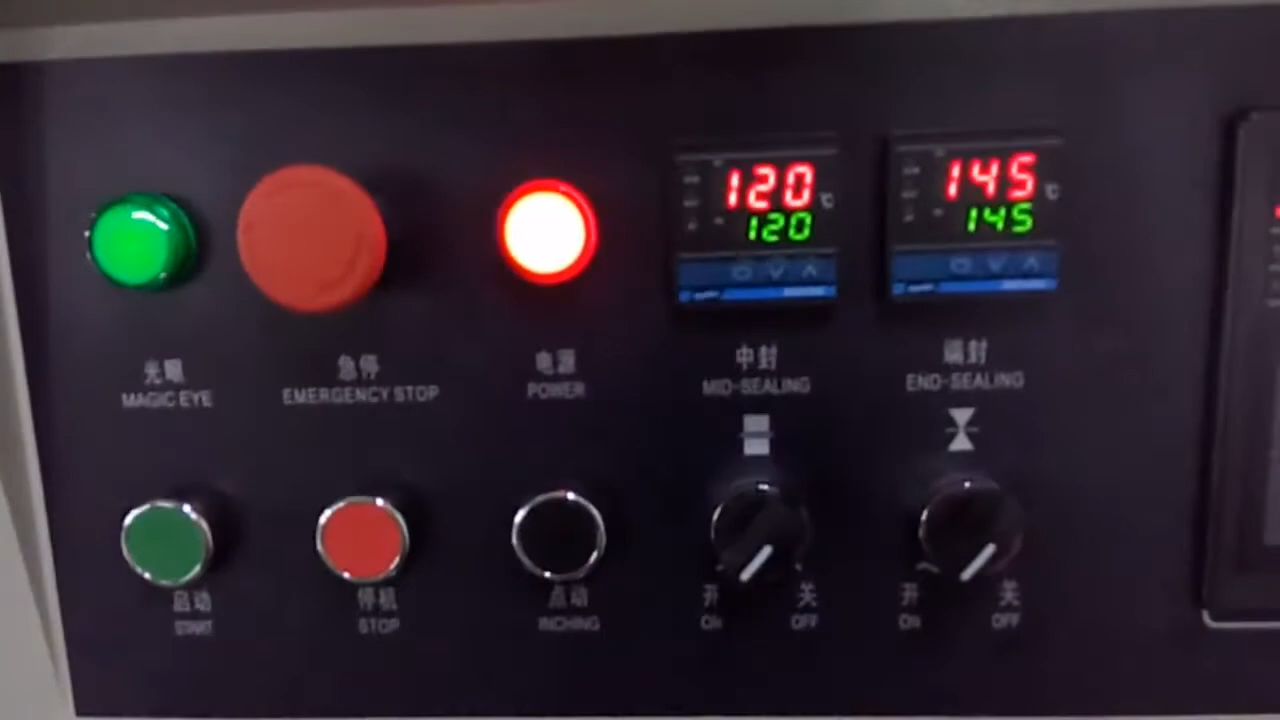 120 ℃
120
145 ℃
145
光眼
MAGIC EYE
急停
EMERGENCY STOP
电源
POWER
中封
MID-SEALING
端封
END-SEALING
启动
START
停机
STOP
点动
INCHING
开
ON
关
OFF
开
ON
关
OFF